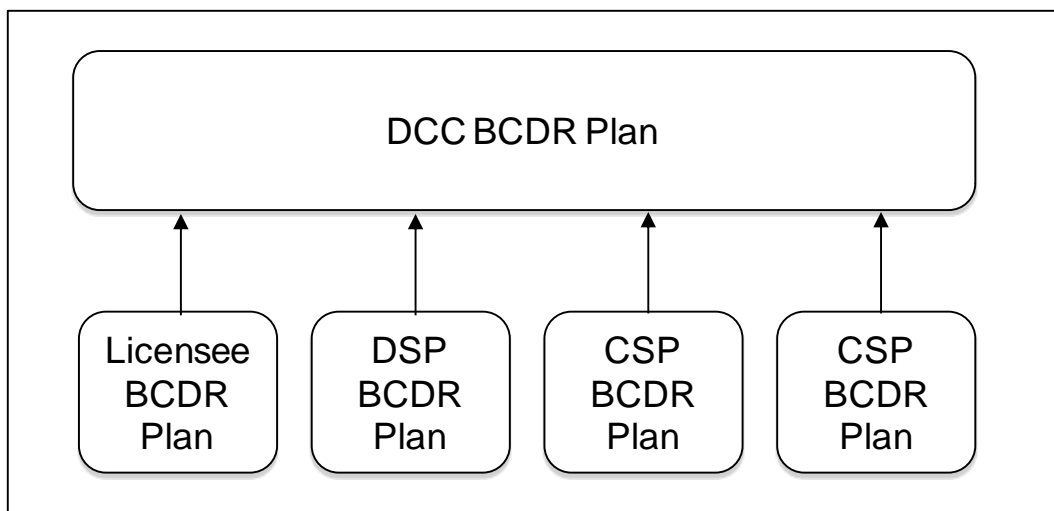 DCC BCDR Plan
Licensee
BCDR
Plan
DSP
BCDR
Plan
CSP
BCDR
Plan
CSP
BCDR
Plan